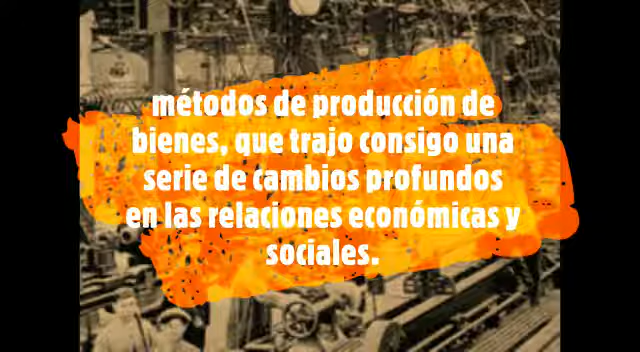 métodos de producción de
bienes, que trajo consigo una
serie de cambios profundos
en las relaciones económicas y
sociales.